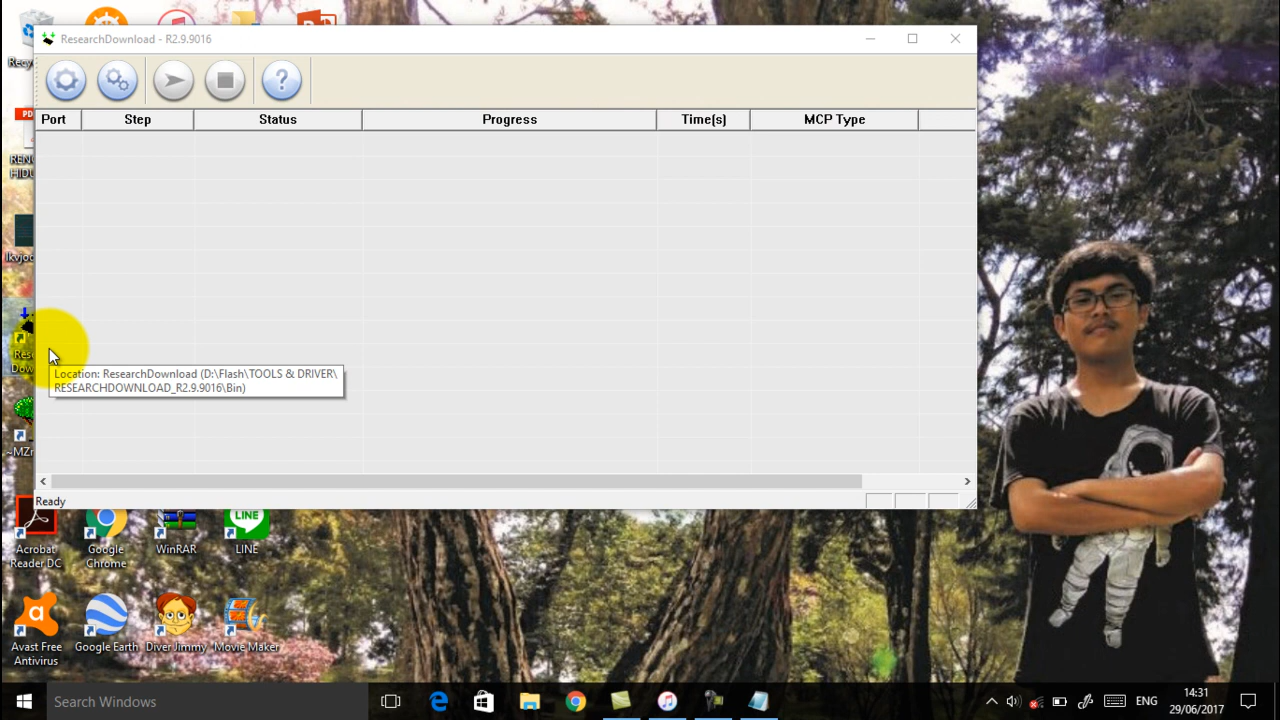 ResearchDownload - R2.9.9016
Port Step Status Progress Time(s) MCP Type
Location: ResearchDownload (D:\Flash\TOOLS & DRIVER\
RESEARCHDOWNLOAD_R2.9.9016\Bin)
Ready
Acrobat
Reader DC
Google
Chrome
WinRAR
LINE
Avast Free
Antivirus
Google Earth
Diver Jimmy
Movie Maker
Search Windows
ENG
14:31
29/06/2017